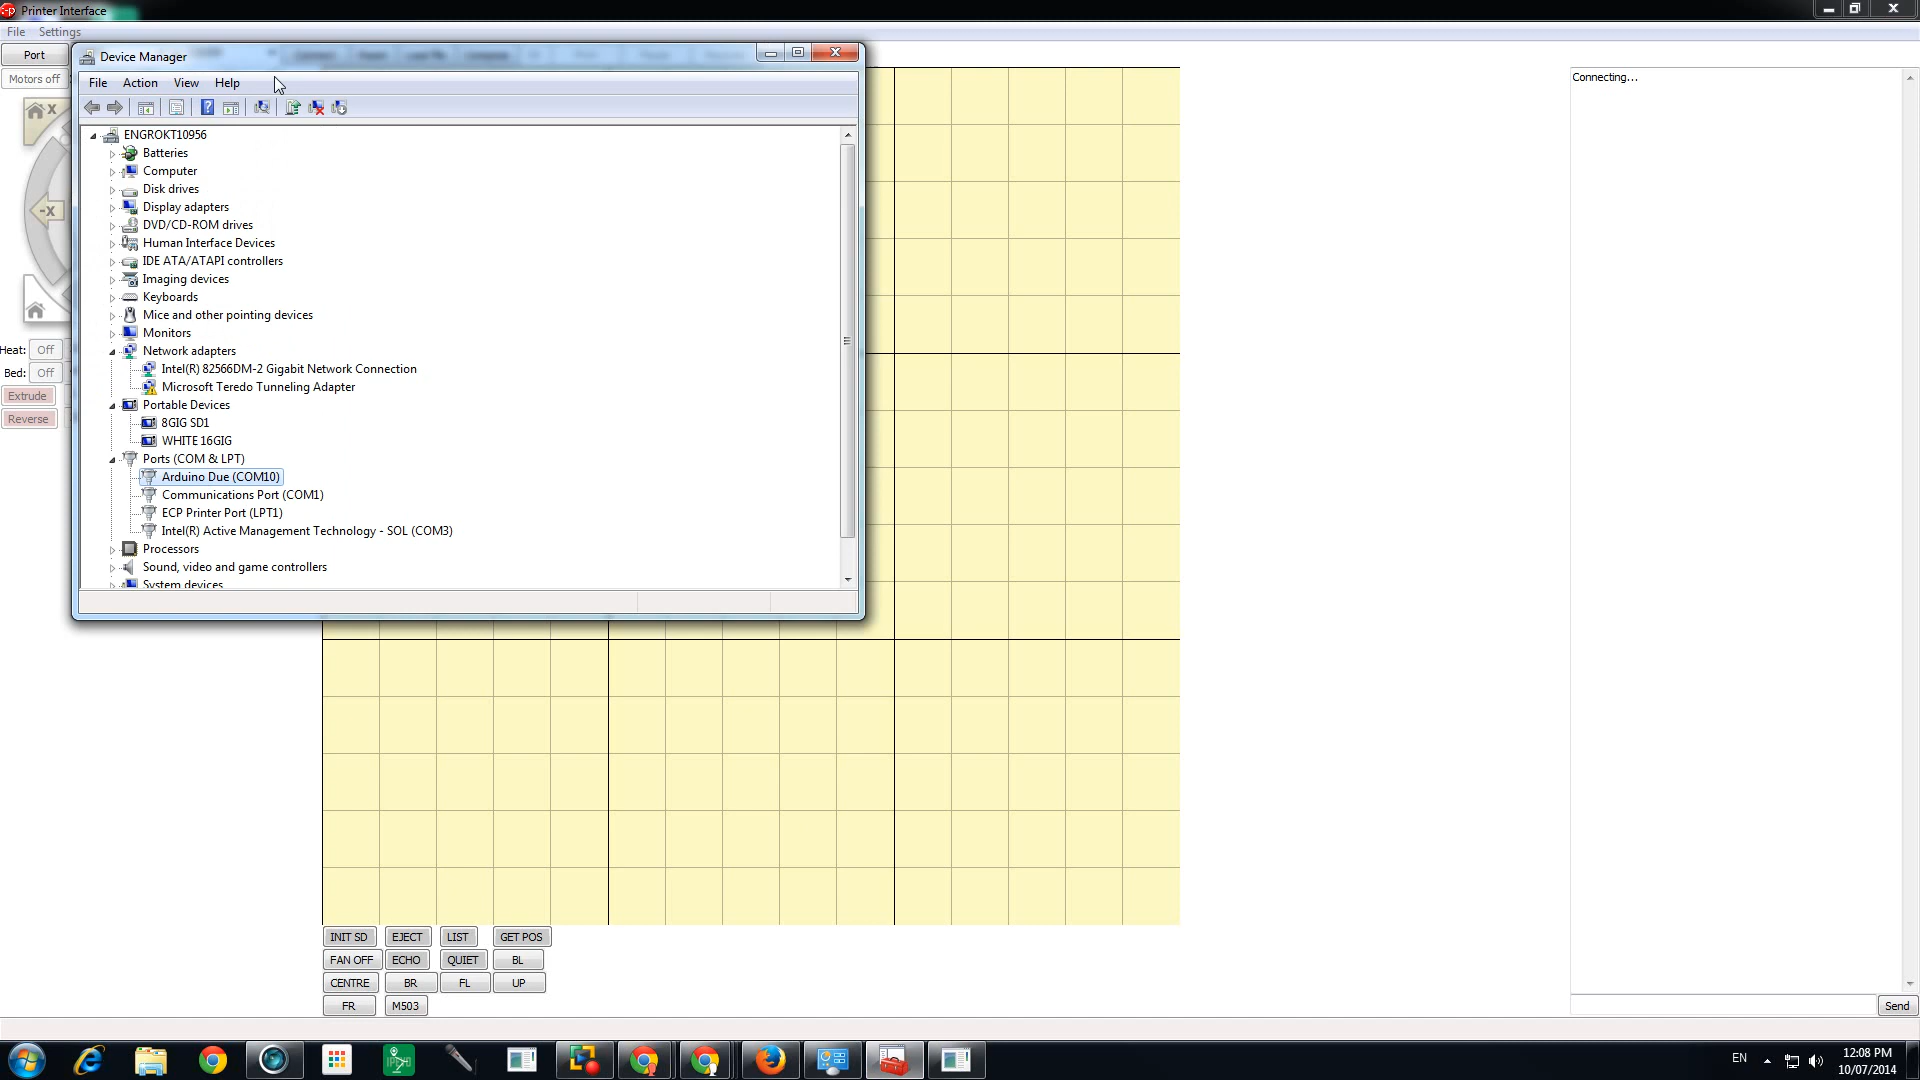 Printer Interface
File Settings
Port
Motors off
X
-X
Heat: Off
Bed: Off
Extrude
Reverse
Device Manager
File Action View Help
ENGROKT10956
Batteries
Computer
Disk drives
Display adapters
DVD/CD-ROM drives
Human Interface Devices
IDE ATA/ATAPI controllers
Imaging devices
Keyboards
Mice and other pointing devices
Monitors
Network adapters
Intel(R) 82566DM-2 Gigabit Network Connection
Microsoft Teredo Tunneling Adapter
Portable Devices
8GIG SD1
WHITE 16GIG
Ports (COM & LPT)
Arduino Due (COM10)
Communications Port (COM1)
ECP Printer Port (LPT1)
Intel(R) Active Management Technology - SOL (COM3)
Processors
Sound, video and game controllers
System devices
Connecting...
INIT SD EJECT LIST GET POS
FAN OFF ECHO QUIET BL
CENTRE BR FL UP
FR M503
Send
EN
12:08 PM
10/07/2014